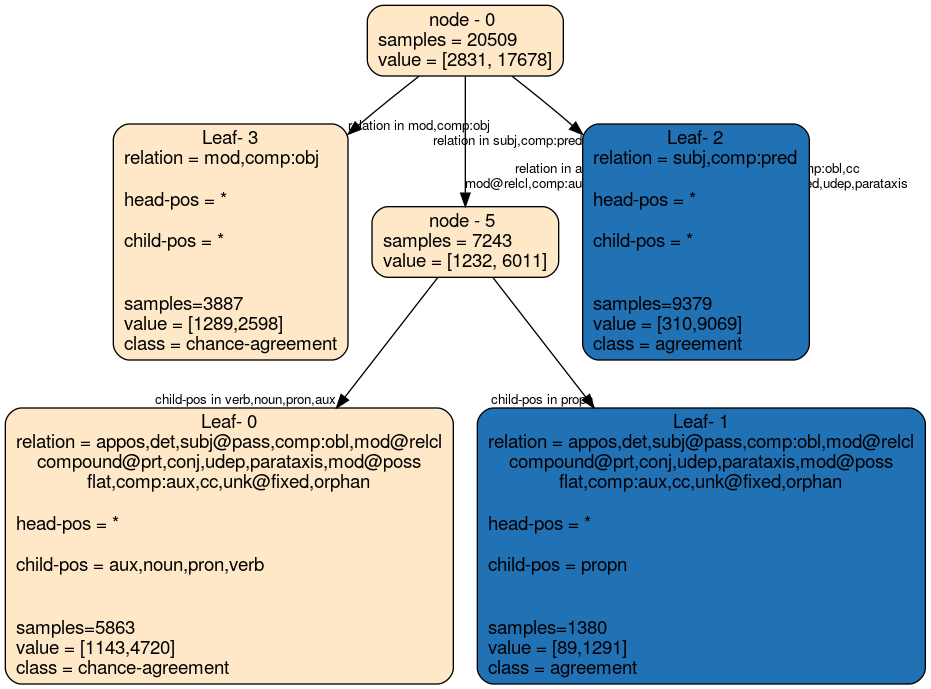 node - 0
samples = 20509
value = [2831, 17678]
relation in mod,comp:obj
relation in subj,comp:pred
relation in a
mp:obl,cc
mod@relcl,comp:au
ed,udep,parataxis
Leaf- 3
relation = mod,comp:obj
head-pos = *
child-pos = *
samples=3887
value = [1289,2598]
class = chance-agreement
node - 5
samples = 7243
value = [1232, 6011]
Leaf- 2
relation = subj,comp:pred
head-pos = *
child-pos = *
samples=9379
value = [310,9069]
class = agreement
child-pos in verb,noun,pron,aux
child-pos in prop
Leaf- 0
relation = appos,det,subj@pass,comp:obl,mod@relcl
compound@prt,conj,udep,parataxis,mod@poss
flat,comp:aux,cc,unk@fixed,orphan
head-pos = *
child-pos = aux,noun,pron,verb
samples=5863
value = [1143,4720]
class = chance-agreement
Leaf- 1
relation = appos,det,subj@pass,comp:obl,mod@relcl
compound@prt,conj,udep,parataxis,mod@poss
flat,comp:aux,cc,unk@fixed,orphan
head-pos = *
child-pos = propn
samples=1380
value = [89,1291]
class = agreement